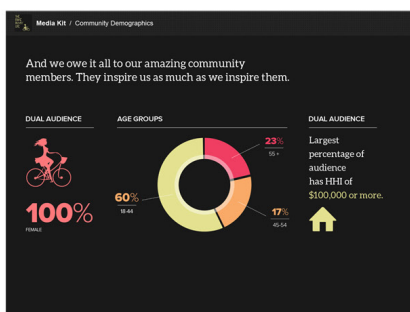 Media Kit / Community Demographics
And we owe it all to our amazing community
members. They inspire us as much as we inspire them.
DUAL AUDIENCE
100%
FEMALE
AGE GROUPS
23%
55 +
60%
18-44
17%
45-54
DUAL AUDIENCE
Largest
percentage of
audience
has HHI of
$100,000 or more.